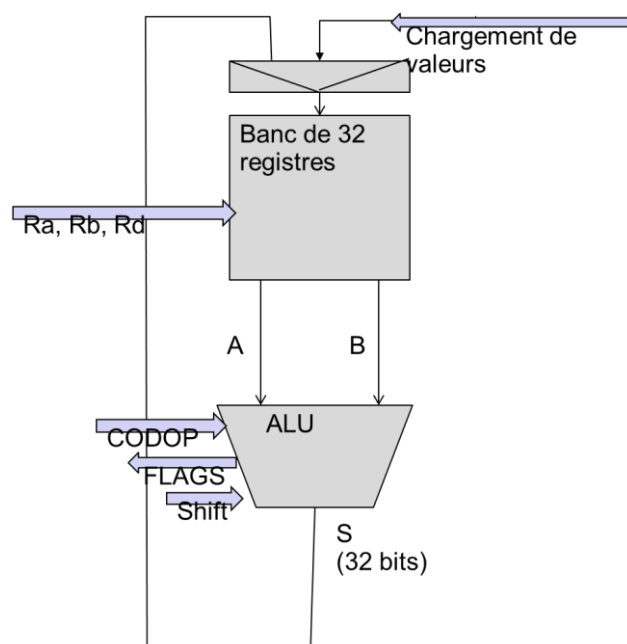 Chargement de
valeurs
Banc de 32
registres
Ra, Rb, Rd
A
B
ALU
CODOP
FLAGS
Shift
S
(32 bits)